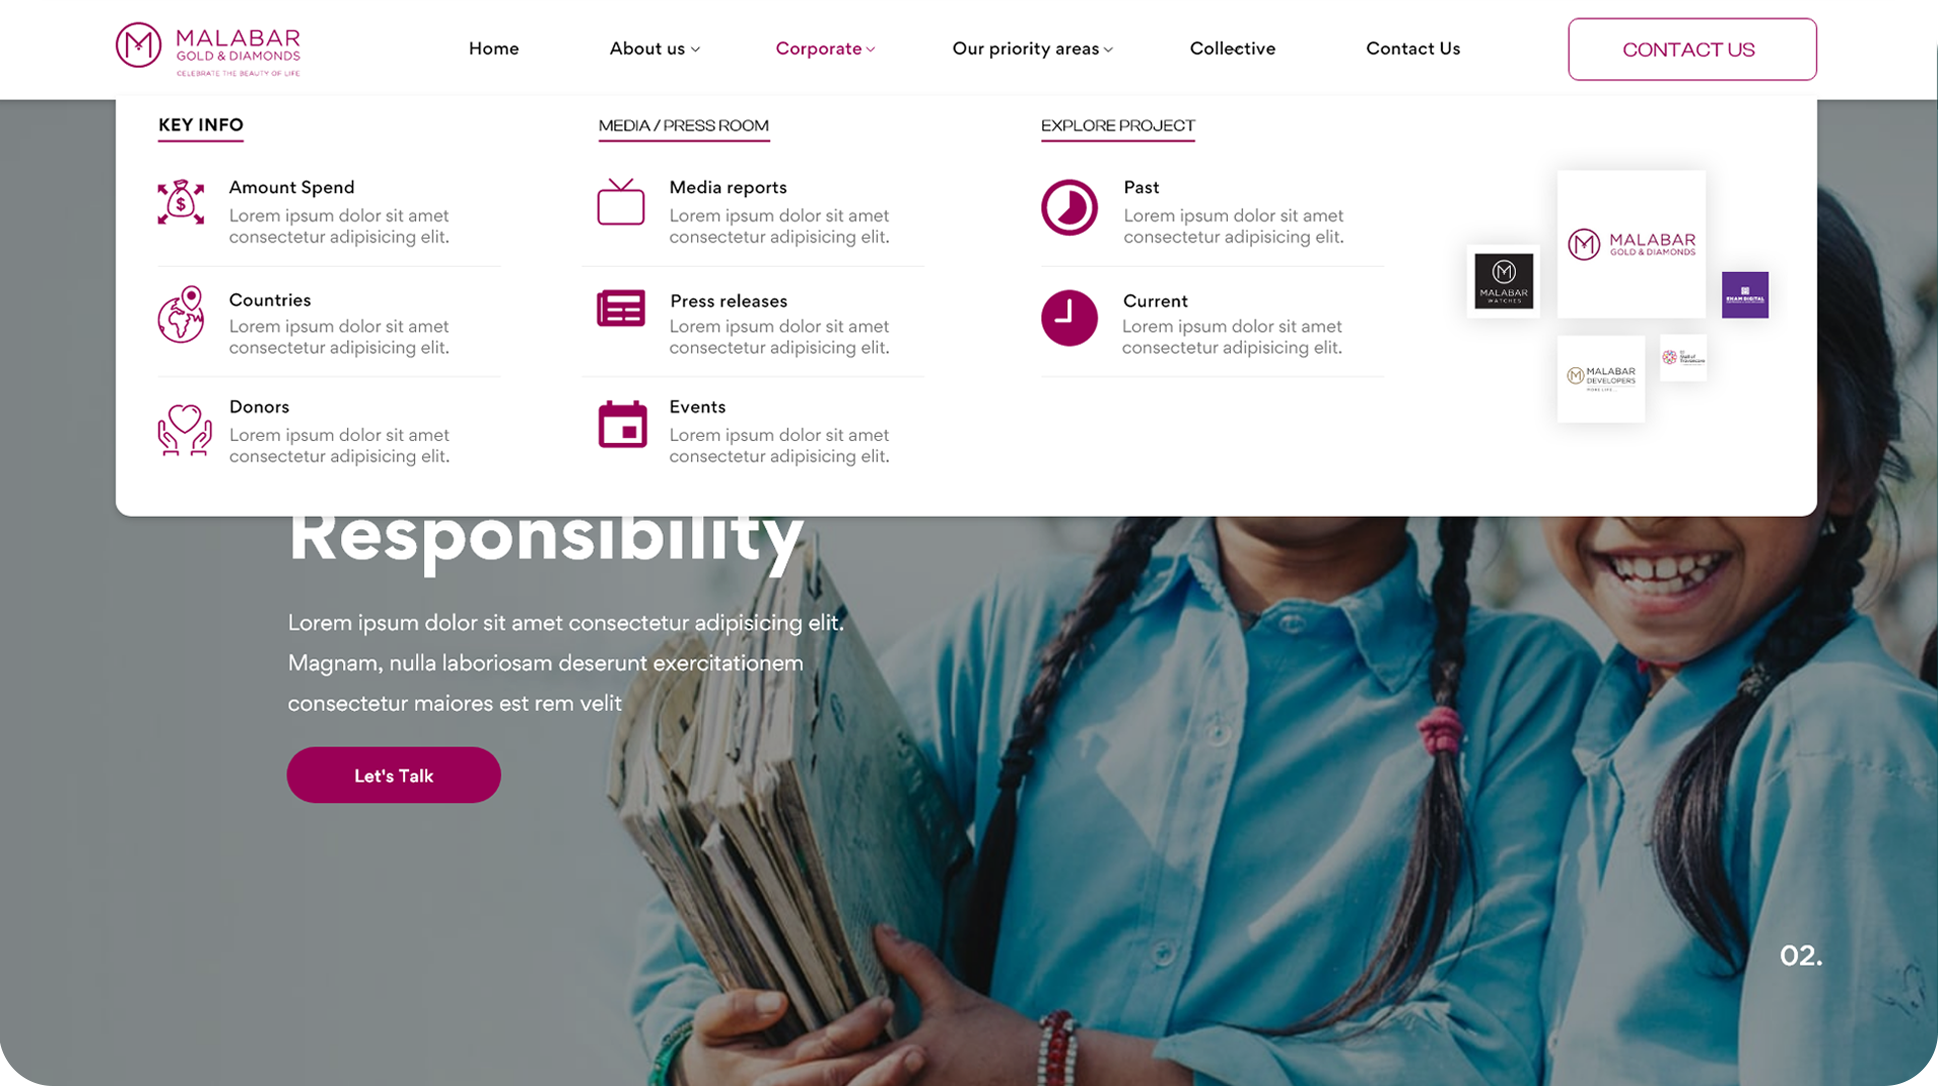 MALABAR
GOLD & DIAMONDS
CELEBRATE THE BEAUTY OF LIFE
Home
About us
Corporate
Our priority areas
Collective
Contact Us
CONTACT US
KEY INFO
Amount Spend
Lorem ipsum dolor sit amet
consectetur adipisicing elit.
Countries
Lorem ipsum dolor sit amet
consectetur adipisicing elit.
Donors
Lorem ipsum dolor sit amet
consectetur adipisicing elit.
MEDIA / PRESS ROOM
Media reports
Lorem ipsum dolor sit amet
consectetur adipisicing elit.
Press releases
Lorem ipsum dolor sit amet
consectetur adipisicing elit.
Events
Lorem ipsum dolor sit amet
consectetur adipisicing elit.
EXPLORE PROJECT
Past
Lorem ipsum dolor sit amet
consectetur adipisicing elit.
Current
Lorem ipsum dolor sit amet
consectetur adipisicing elit.
MALABAR
GOLD & DIAMONDS
MALABAR
WATCHES
MALABAR
DEVELOPERS
Responsibility
Lorem ipsum dolor sit amet consectetur adipisicing elit.
Magnam, nulla laboriosam deserunt exercitationem
consectetur maiores est rem velit
Let's Talk
02.